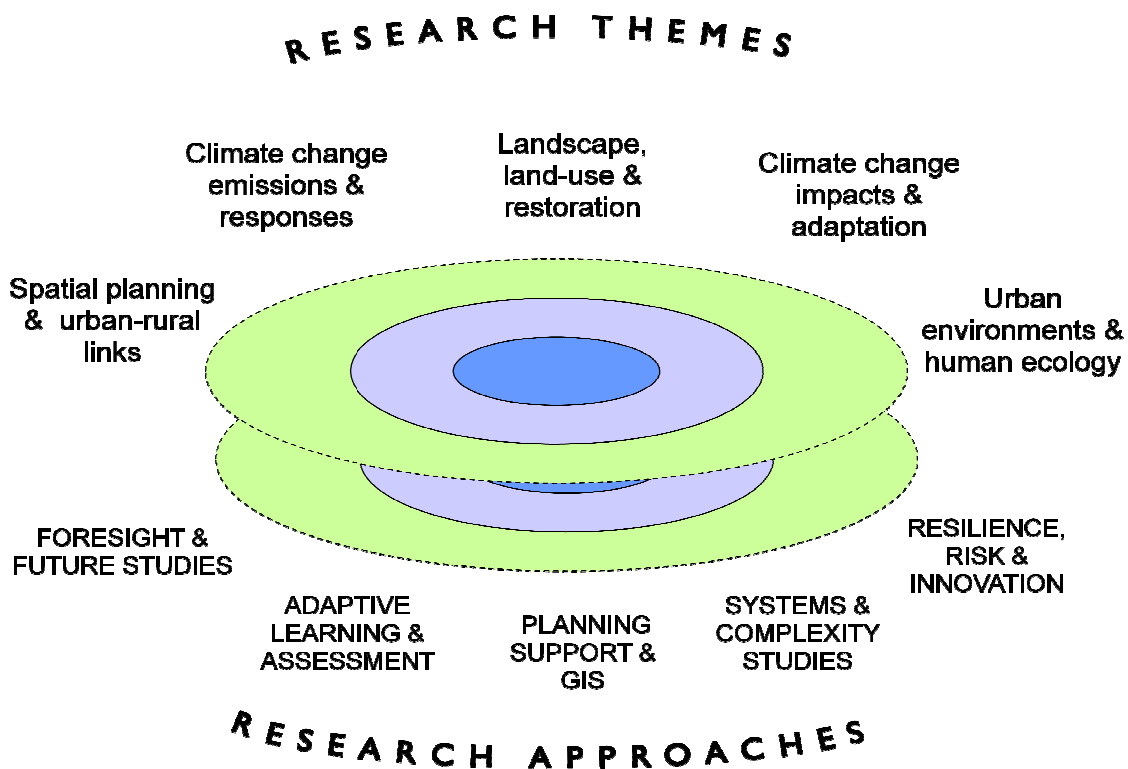 RESEARCH THEMES
Climate change
emissions &
responses
Landscape,
land-use &
restoration
Climate change
impacts &
adaptation
Spatial planning
& urban-rural
links
Urban
environments &
human ecology
FORESIGHT &
FUTURE STUDIES
ADAPTIVE
LEARNING &
ASSESSMENT
PLANNING
SUPPORT &
GIS
SYSTEMS &
COMPLEXITY
STUDIES
RESILIENCE,
RISK &
INNOVATION
RESEARCH APPROACHES